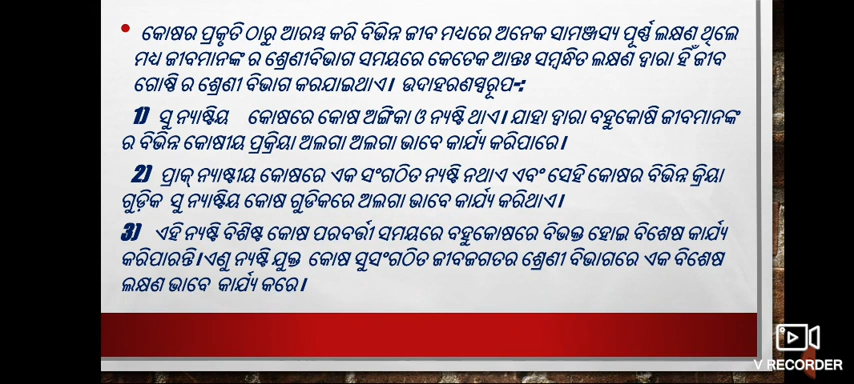 • କୋଷର ପ୍ରକୃତି ଠାରୁ ଆରମ୍ଭ କରି ବିଭିନ୍ନ ଜୀବ ମଧ୍ୟରେ ଅନେକ ସାମଞ୍ଜସ୍ୟ ପୂର୍ଣ୍ଣ ଲକ୍ଷଣ ଥିଲେ
ମଧ୍ୟ ଜୀବମାନଙ୍କ ର ଶ୍ରେଣୀବିଭାଗ ସମୟରେ କେତେକ ଆନ୍ତଃ ସମ୍ବନ୍ଧିତ ଲକ୍ଷଣ ଦ୍ୱାରା ହିଁ ଜୀବ
ଗୋଷ୍ଠି ର ଶ୍ରେଣୀ ବିଭାଗ କରଯାଇଥାଏ। ଉଦାହରଣସ୍ୱରୂପ-:
1) ସୁ ନ୍ୟାଷ୍ଟିୟ କୋଷରେ କୋଷ ଅଙ୍ଗିକା ଓ ନ୍ୟଷ୍ଟି ଥାଏ। ଯାହା ଦ୍ୱାରା ବହୁକୋଷି ଜୀବମାନଙ୍କ
ର ବିଭିନ୍ନ କୋଷୀୟ ପ୍ରକ୍ରିୟା ଅଲଗା ଅଲଗା ଭାବେ କାର୍ଯ୍ୟ କରିପାରେ।
2) ପ୍ରାକ୍ ନ୍ୟାଷ୍ଟୀୟ କୋଷରେ ଏକ ସଂଗଠିତ ନ୍ୟଷ୍ଟି ନଥାଏ ଏବଂ ସେହି କୋଷର ବିଭିନ୍ନ କ୍ରିୟା
ଗୁଡ଼ିକ ସୁ ନ୍ୟାଷ୍ଟିୟ କୋଷ ଗୁଡିକରେ ଅଲଗା ଭାବେ କାର୍ଯ୍ୟ କରିଥାଏ।
3) ଏହି ନ୍ୟଷ୍ଟି ବିଶିଷ୍ଟ କୋଷ ପରବର୍ତ୍ତୀ ସମୟରେ ବହୁକୋଷରେ ବିଭକ୍ତ ହୋଇ ବିଶେଷ କାର୍ଯ୍ୟ
କରିପାରନ୍ତି।ଏଣୁ ନ୍ୟଷ୍ଟି ଯୁକ୍ତ କୋଷ ସୁସଂଗଠିତ ଜୀବଜଗତର ଶ୍ରେଣୀ ବିଭାଗରେ ଏକ ବିଶେଷ
ଲକ୍ଷଣ ଭାବେ କାର୍ଯ୍ୟ କରେ।
V RECORDER